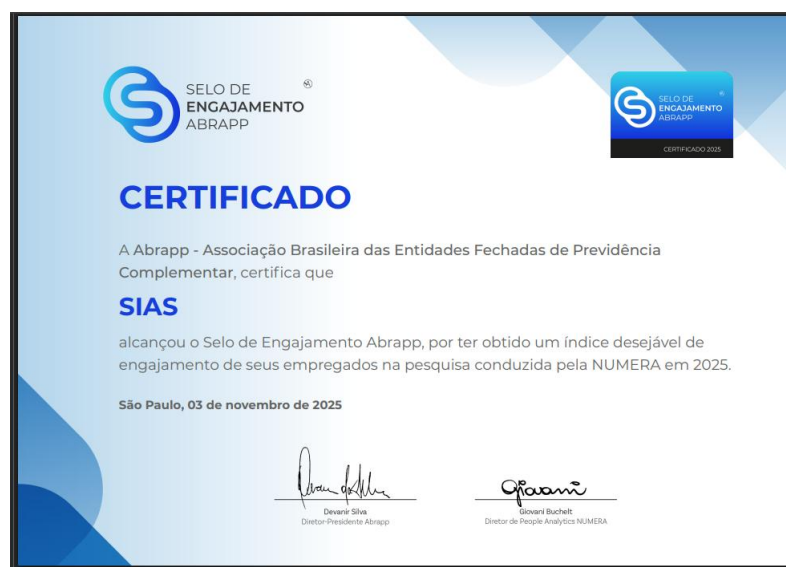 SELO DE
ENGAJAMENTO
ABRAPP
SELO DE
ENGAJAMENTO
ABRAPP
CERTIFICADO 2025
CERTIFICADO
A Abrapp - Associação Brasileira das Entidades Fechadas de Previdência
Complementar, certifica que
SIAS
alcançou o Selo de Engajamento Abrapp, por ter obtido um índice desejável de
engajamento de seus empregados na pesquisa conduzida pela NUMERA em 2025.
São Paulo, 03 de novembro de 2025
Giovani
Devanir Silva
Diretor-Presidente Abrapp
Giovani Buchelt
Diretor de People Analytics NUMERA